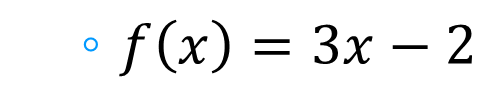 ◦ f(x) = 3x − 2